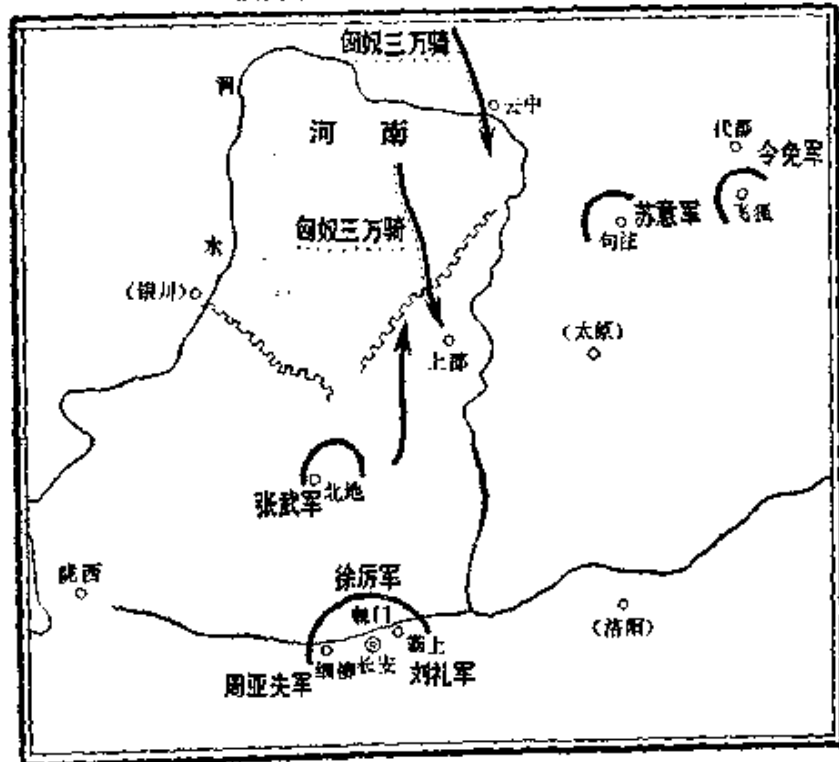 匈奴三万骑
河
云中
河 南
代郡
令免军
飞狐
苏意军
句注
匈奴三万骑
水
(银川)
(太原)
上郡
张武军
北地
陇西
徐厉军
棘门
(洛阳)
霸上
周亚夫军
细柳
长安
刘礼军